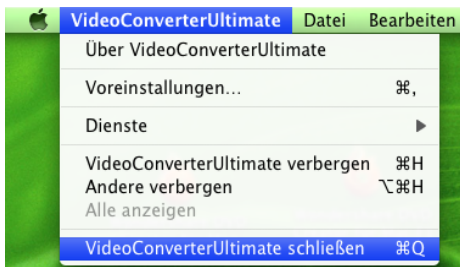 VideoConverterUltimate Datei Bearbeiten
Über VideoConverterUltimate
Voreinstellungen... ⌘,
Dienste
VideoConverterUltimate verbergen ⌘H
Andere verbergen ⌥⌘H
Alle anzeigen
VideoConverterUltimate schließen ⌘Q